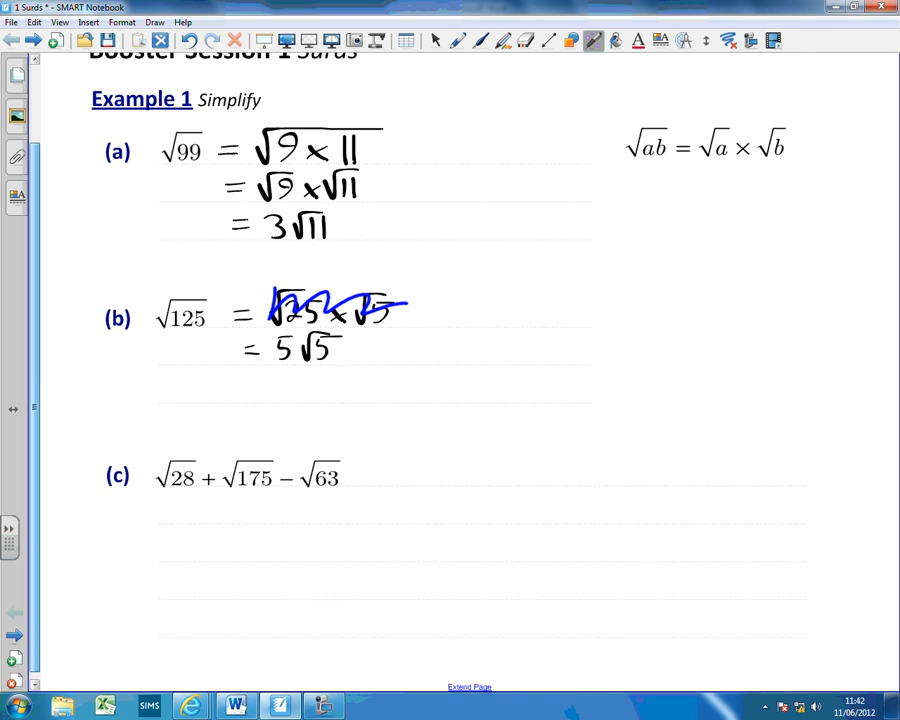 1 Surds * - SMART Notebook
File Edit View Insert Format Draw Help
Booster Session 1 Surds
Example 1 Simplify
(a) √99 = √9 × 11
= √9 × √11
= 3√11
√ab = √a × √b
(b) √125 = √25 × √5
= 5√5
(c) √28 + √175 − √63
Extend Page
SIMS
11:42
11/06/2012